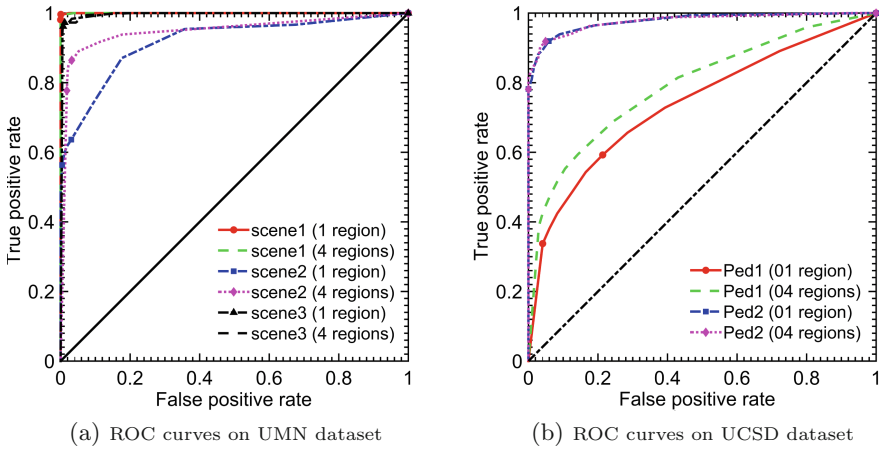 True positive rate
1
0.8
0.6
0.4
0.2
0
0 0.2 0.4 0.6 0.8 1
False positive rate
scene1 (1 region)
scene1 (4 regions)
scene2 (1 region)
scene2 (4 regions)
scene3 (1 region)
scene3 (4 regions)
(a) ROC curves on UMN dataset
True positive rate
1
0.8
0.6
0.4
0.2
0
0 0.2 0.4 0.6 0.8 1
False positive rate
Ped1 (01 region)
Ped1 (04 regions)
Ped2 (01 region)
Ped2 (04 regions)
(b) ROC curves on UCSD dataset